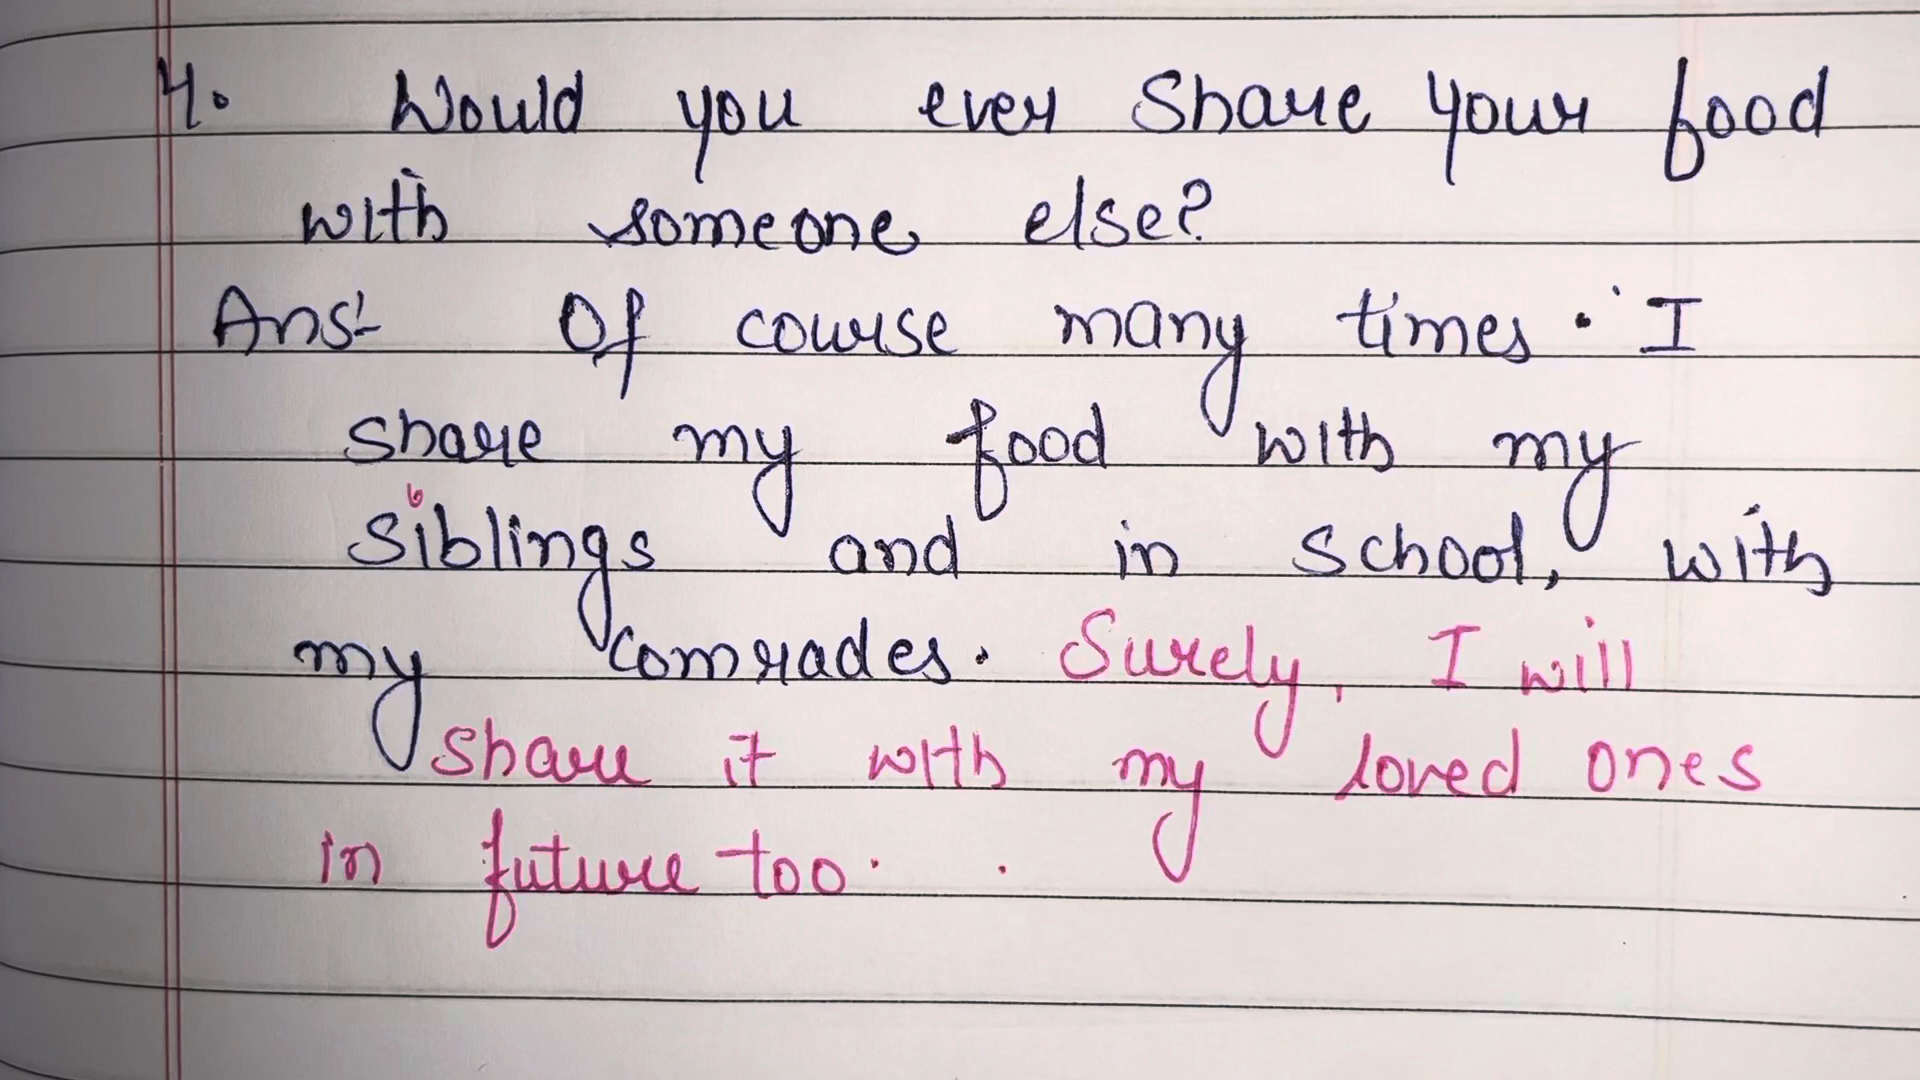 4. Would you ever Share your food
with someone else?
Ans:- Of course many times. I
share my food with my
siblings and in school, with
my comrades. Surely, I will
share it with my loved ones
in future too.